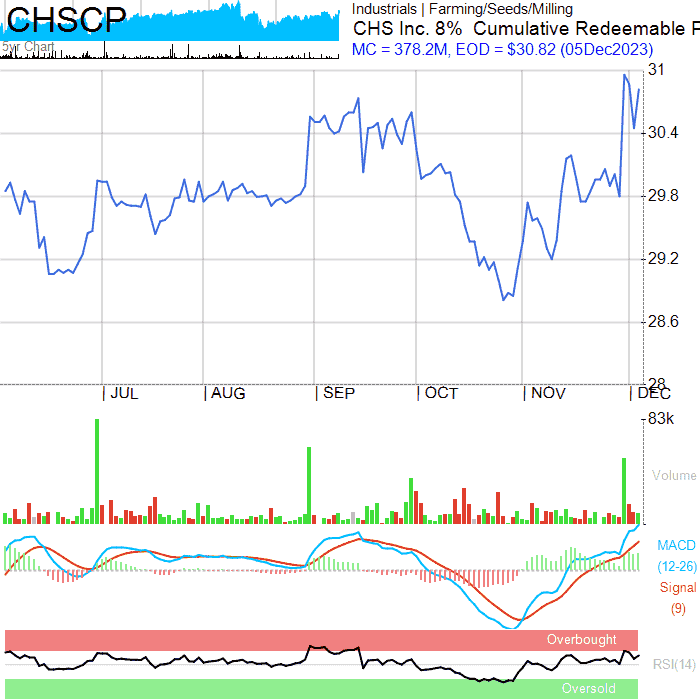 CHSCP
5yr Chart
Industrials | Farming/Seeds/Milling
CHS Inc. 8% Cumulative Redeemable P
MC = 378.2M, EOD = $30.82 (05Dec2023)
31
30.4
29.8
29.2
28.6
28
JUL AUG SEP OCT NOV DEC
83k
Volume
MACD
(12-26)
Signal
(9)
Overbought
RSI(14)
Oversold